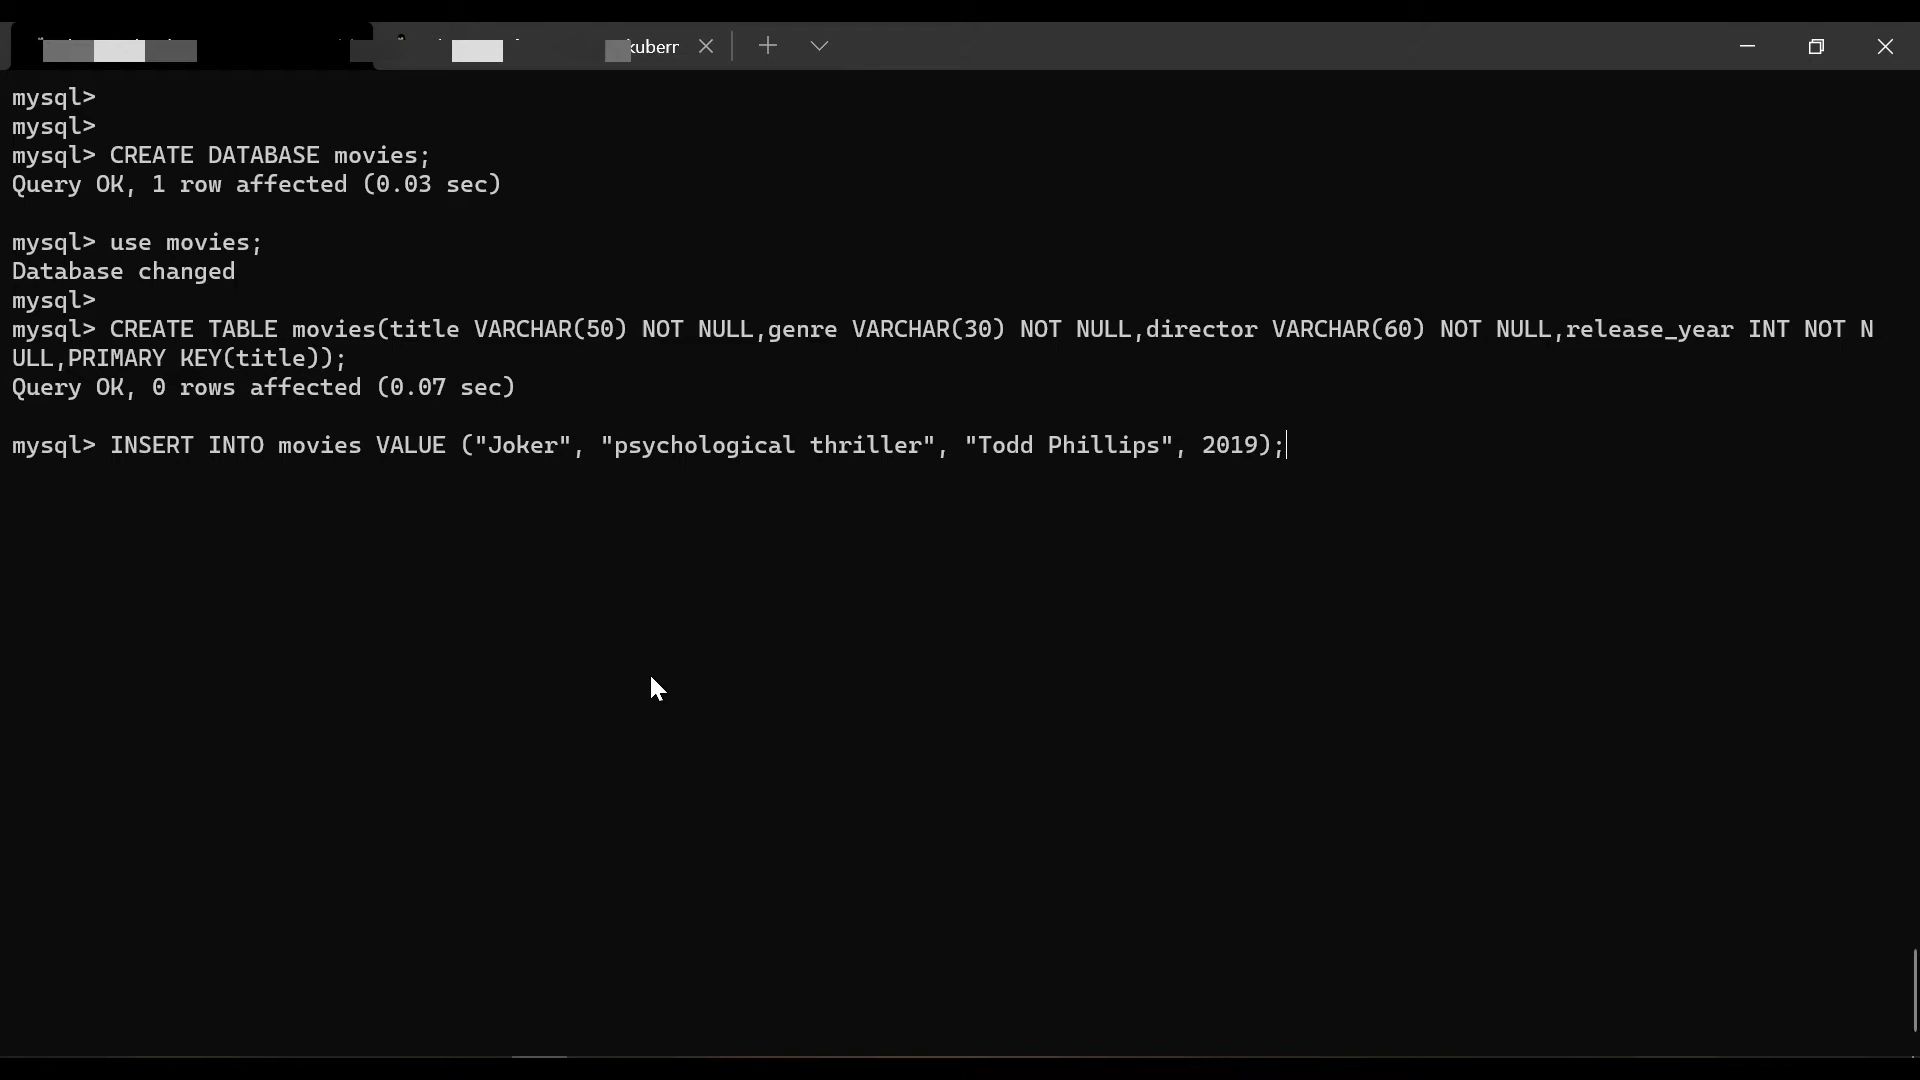 mysql>
mysql>
mysql> CREATE DATABASE movies;
Query OK, 1 row affected (0.03 sec)
mysql> use movies;
Database changed
mysql>
mysql> CREATE TABLE movies(title VARCHAR(50) NOT NULL,genre VARCHAR(30) NOT NULL,director VARCHAR(60) NOT NULL,release_year INT NOT N
ULL,PRIMARY KEY(title));
Query OK, 0 rows affected (0.07 sec)
mysql> INSERT INTO movies VALUE ("Joker", "psychological thriller", "Todd Phillips", 2019);